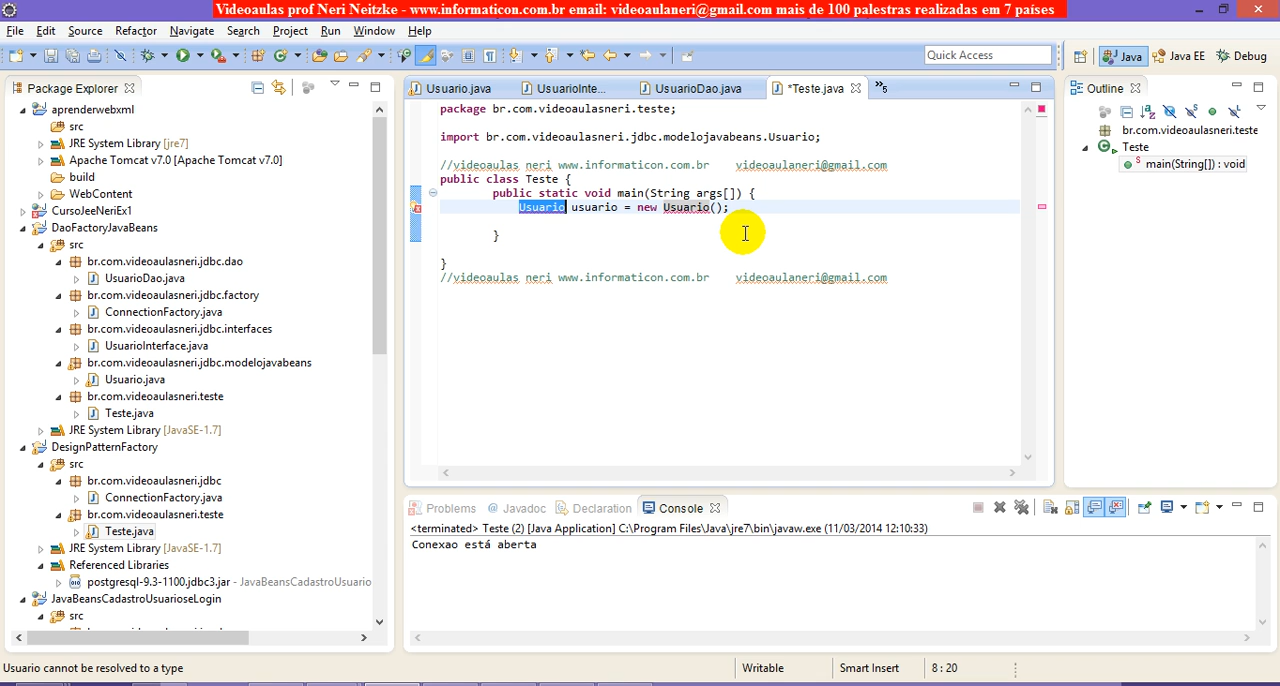 Videoaulas prof Neri Neitzke - www.informaticon.com.br email: videoaulaneri@gmail.com mais de 100 palestras realizadas em 7 países
File Edit Source Refactor Navigate Search Project Run Window Help
Quick Access
Java
Java EE
Debug
Package Explorer
aprenderwebxml
src
JRE System Library [jre7]
Apache Tomcat v7.0 [Apache Tomcat v7.0]
build
WebContent
CursoJeeNeriEx1
DaoFactoryJavaBeans
src
br.com.videoaulasneri.jdbc.dao
UsuarioDao.java
br.com.videoaulasneri.jdbc.factory
ConnectionFactory.java
br.com.videoaulasneri.jdbc.interfaces
UsuarioInterface.java
br.com.videoaulasneri.jdbc.modelojavabeans
Usuario.java
br.com.videoaulasneri.teste
Teste.java
JRE System Library [JavaSE-1.7]
DesignPatternFactory
src
br.com.videoaulasneri.jdbc
ConnectionFactory.java
br.com.videoaulasneri.teste
Teste.java
JRE System Library [JavaSE-1.7]
Referenced Libraries
postgresql-9.3-1100.jdbc3.jar - JavaBeansCadastroUsuario
JavaBeansCadastroUsuarioseLogin
src
Usuario.java
UsuarioInte...
UsuarioDao.java
*Teste.java
»5
package br.com.videoaulasneri.teste;
import br.com.videoaulasneri.jdbc.modelojavabeans.Usuario;
//videoaulas neri www.informaticon.com.br videoaulaneri@gmail.com
public class Teste {
public static void main(String args[]) {
Usuario usuario = new Usuario();
}
}
//videoaulas neri www.informaticon.com.br videoaulaneri@gmail.com
Outline
br.com.videoaulasneri.teste
Teste
S main(String[]) : void
Problems
@ Javadoc
Declaration
Console
<terminated> Teste (2) [Java Application] C:\Program Files\Java\jre7\bin\javaw.exe (11/03/2014 12:10:33)
Conexao está aberta
Usuario cannot be resolved to a type
Writable
Smart Insert
8 : 20